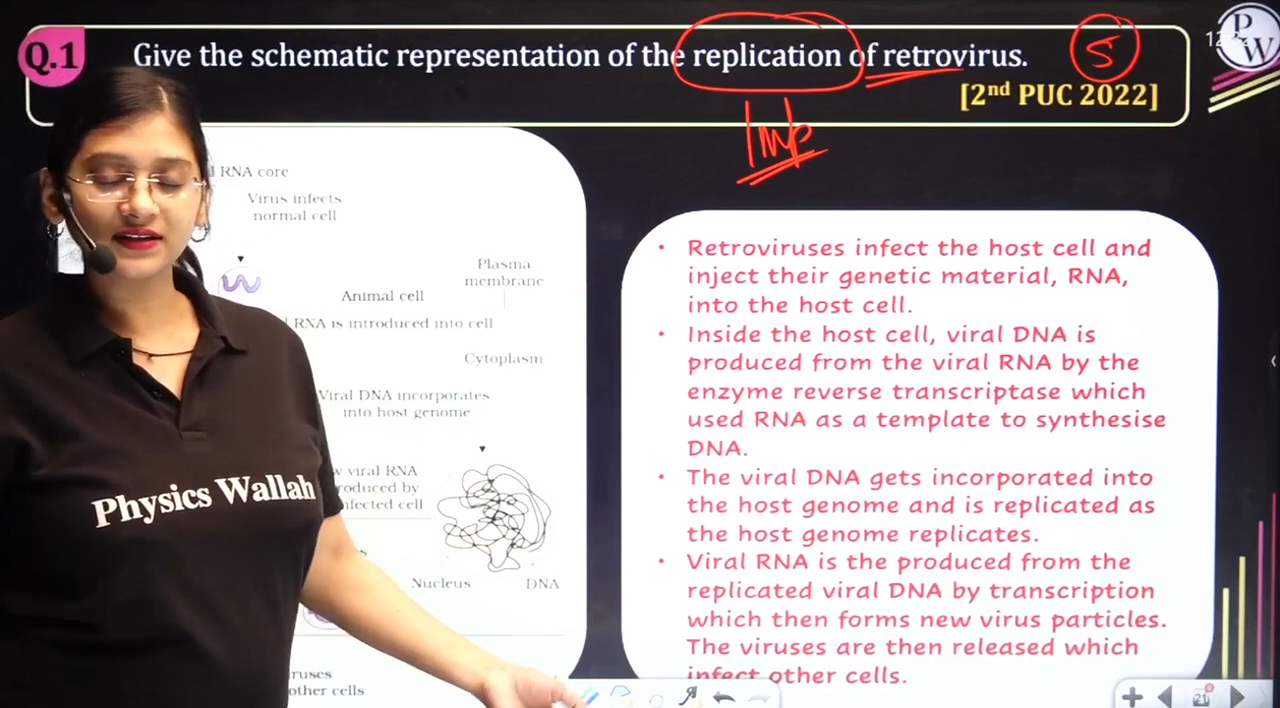 Q.1
Give the schematic representation of the replication of retrovirus.
5
P
W
[2nd PUC 2022]
Imp
RNA core
Virus infects
normal cell
Plasma
membrane
Animal cell
RNA is introduced into cell
Cytoplasm
Viral DNA incorporates
into host genome
viral RNA
Nucleus
DNA
other cells
Physics Wallah
• Retroviruses infect the host cell and
inject their genetic material, RNA,
into the host cell.
• Inside the host cell, viral DNA is
produced from the viral RNA by the
enzyme reverse transcriptase which
used RNA as a template to synthesise
DNA.
• The viral DNA gets incorporated into
the host genome and is replicated as
the host genome replicates.
• Viral RNA is the produced from the
replicated viral DNA by transcription
which then forms new virus particles.
The viruses are then released which
infect other cells.
21